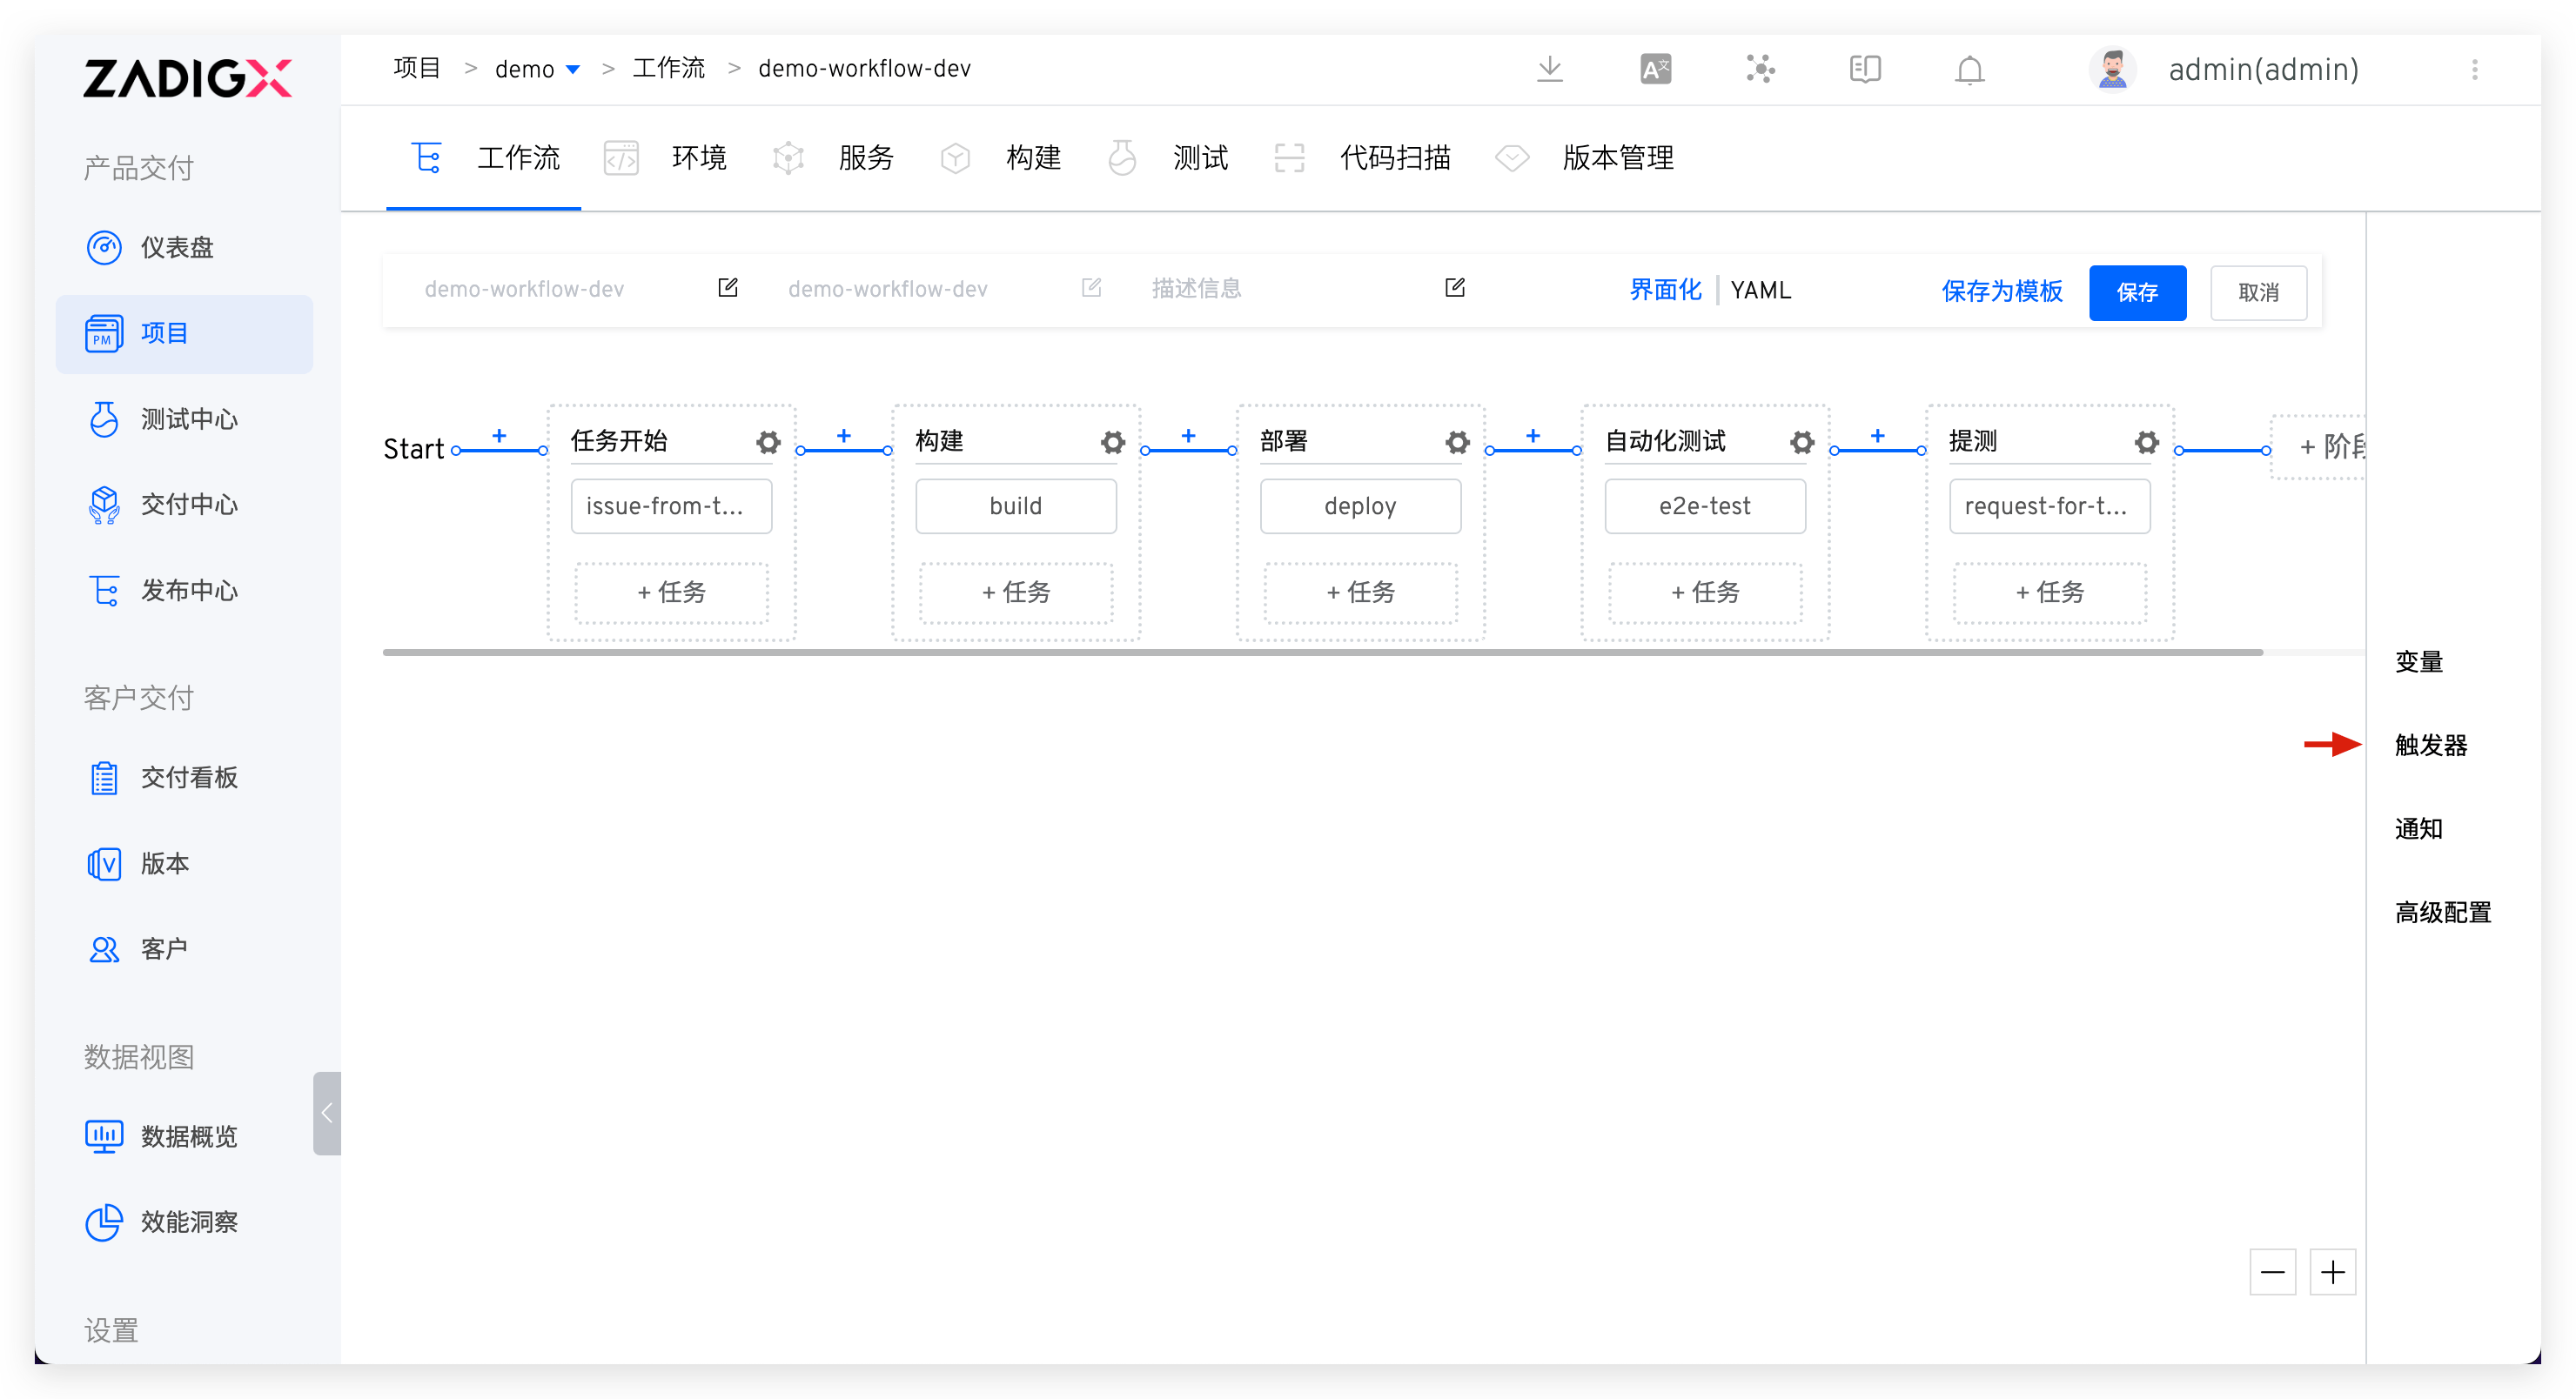 ZADIGX
项目 > demo > 工作流 > demo-workflow-dev
A文
admin(admin)
产品交付
仪表盘
PM 项目
测试中心
交付中心
发布中心
客户交付
交付看板
V 版本
客户
数据视图
数据概览
效能洞察
设置
工作流 环境 服务 构建 测试 代码扫描 版本管理
demo-workflow-dev demo-workflow-dev 描述信息 界面化 | YAML 保存为模板 保存 取消
Start + 任务开始 + 构建 + 部署 + 自动化测试 + 提测 + 阶段
issue-from-t... build deploy e2e-test request-for-t...
+ 任务 + 任务 + 任务 + 任务 + 任务
变量
触发器
通知
高级配置